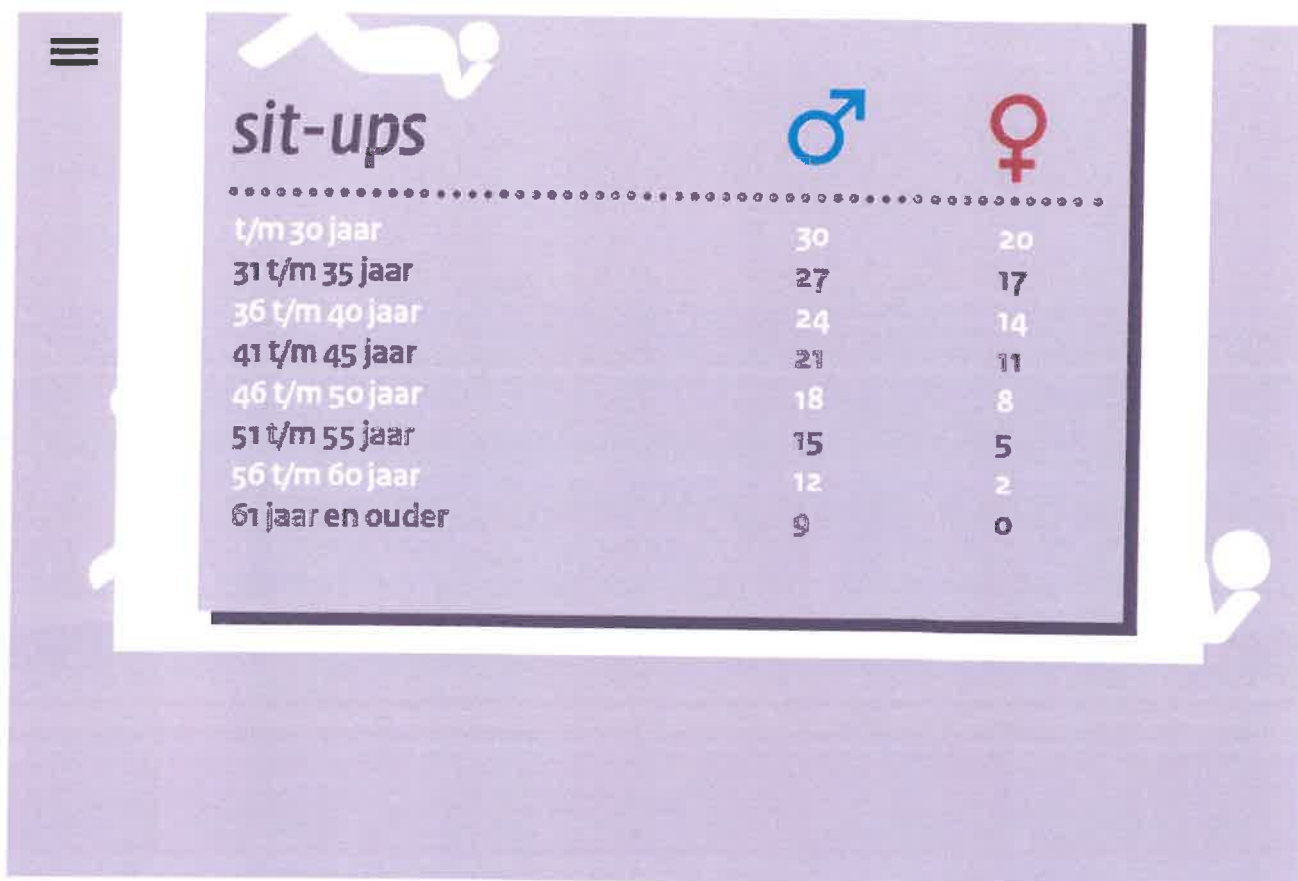 sit-ups ♂ ♀
t/m 30 jaar 30 20
31 t/m 35 jaar 27 17
36 t/m 40 jaar 24 14
41 t/m 45 jaar 21 11
46 t/m 50 jaar 18 8
51 t/m 55 jaar 15 5
56 t/m 60 jaar 12 2
61 jaar en ouder 9 0